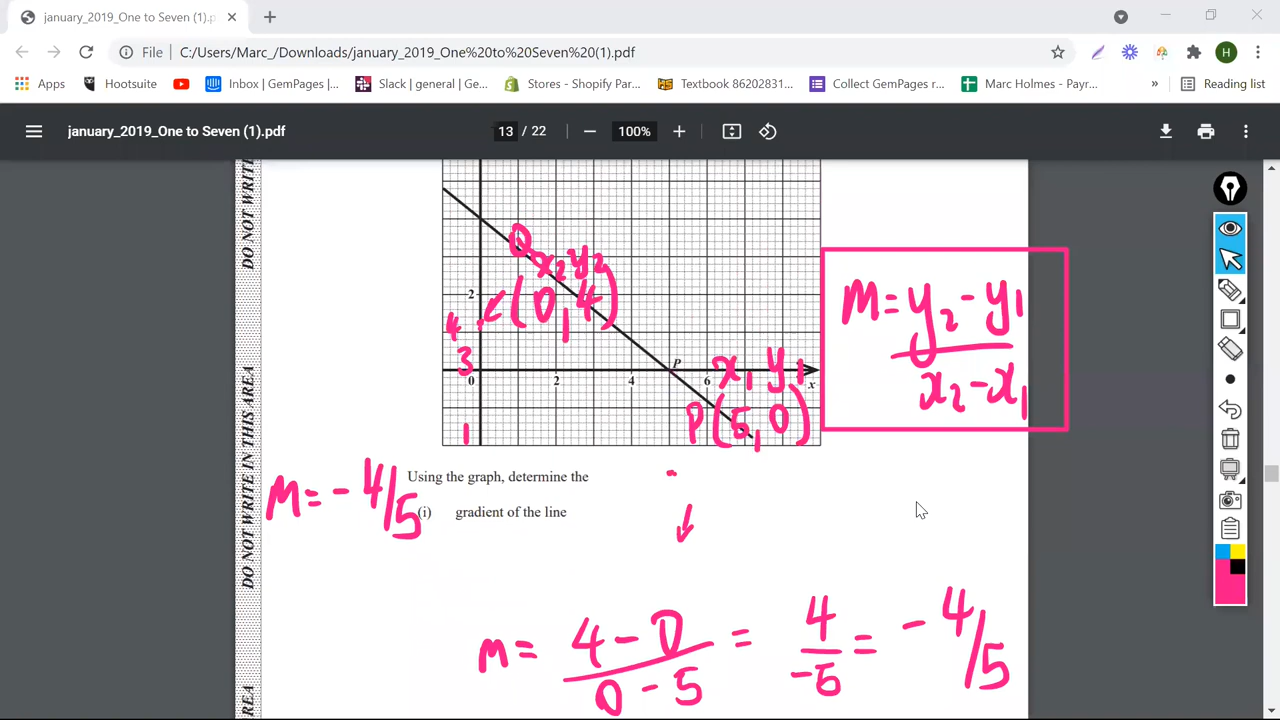 january_2019_One to Seven (1).p
File C:/Users/Marc_/Downloads/january_2019_One%20to%20Seven%20(1).pdf
H
Apps Hootsuite Inbox | GemPages |... Slack | general | Ge... Stores - Shopify Par... Textbook 86202831... Collect GemPages r... Marc Holmes - Payr... » Reading list
january_2019_One to Seven (1).pdf
13 / 22
100%
DO NOT WRITE
DO NOT WRITE IN THIS AREA
REA
Q
x2 y2
2
(0, 4)
4
3
1
0 2 4 6 x
P
x1 y1
P(5, 0)
M = y2 - y1
x2 - x1
Using the graph, determine the
M = - 4/5
(i) gradient of the line
m = 4 - 0 = 4 = - 4/5
0 - 5 -5